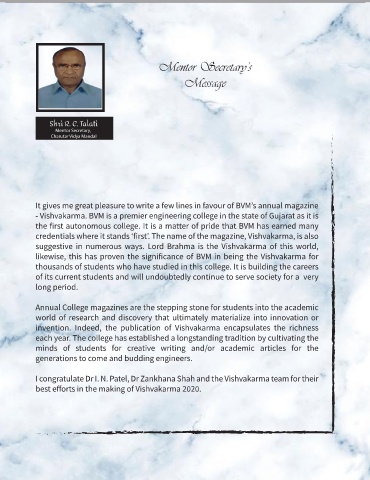 Mentor Secretary's
Message
Shri R. C. Talati
Mentor Secretary,
Charutar Vidya Mandal
It gives me great pleasure to write a few lines in favour of BVM's annual magazine
- Vishvakarma. BVM is a premier engineering college in the state of Gujarat as it is
the first autonomous college. It is a matter of pride that BVM has earned many
credentials where it stands 'first'. The name of the magazine, Vishvakarma, is also
suggestive in numerous ways. Lord Brahma is the Vishvakarma of this world,
likewise, this has proven the significance of BVM in being the Vishvakarma for
thousands of students who have studied in this college. It is building the careers
of its current students and will undoubtedly continue to serve society for a very
long period.
Annual College magazines are the stepping stone for students into the academic
world of research and discovery that ultimately materialize into innovation or
invention. Indeed, the publication of Vishvakarma encapsulates the richness
each year. The college has established a longstanding tradition by cultivating the
minds of students for creative writing and/or academic articles for the
generations to come and budding engineers.
I congratulate Dr I. N. Patel, Dr Zankhana Shah and the Vishvakarma team for their
best efforts in the making of Vishvakarma 2020.